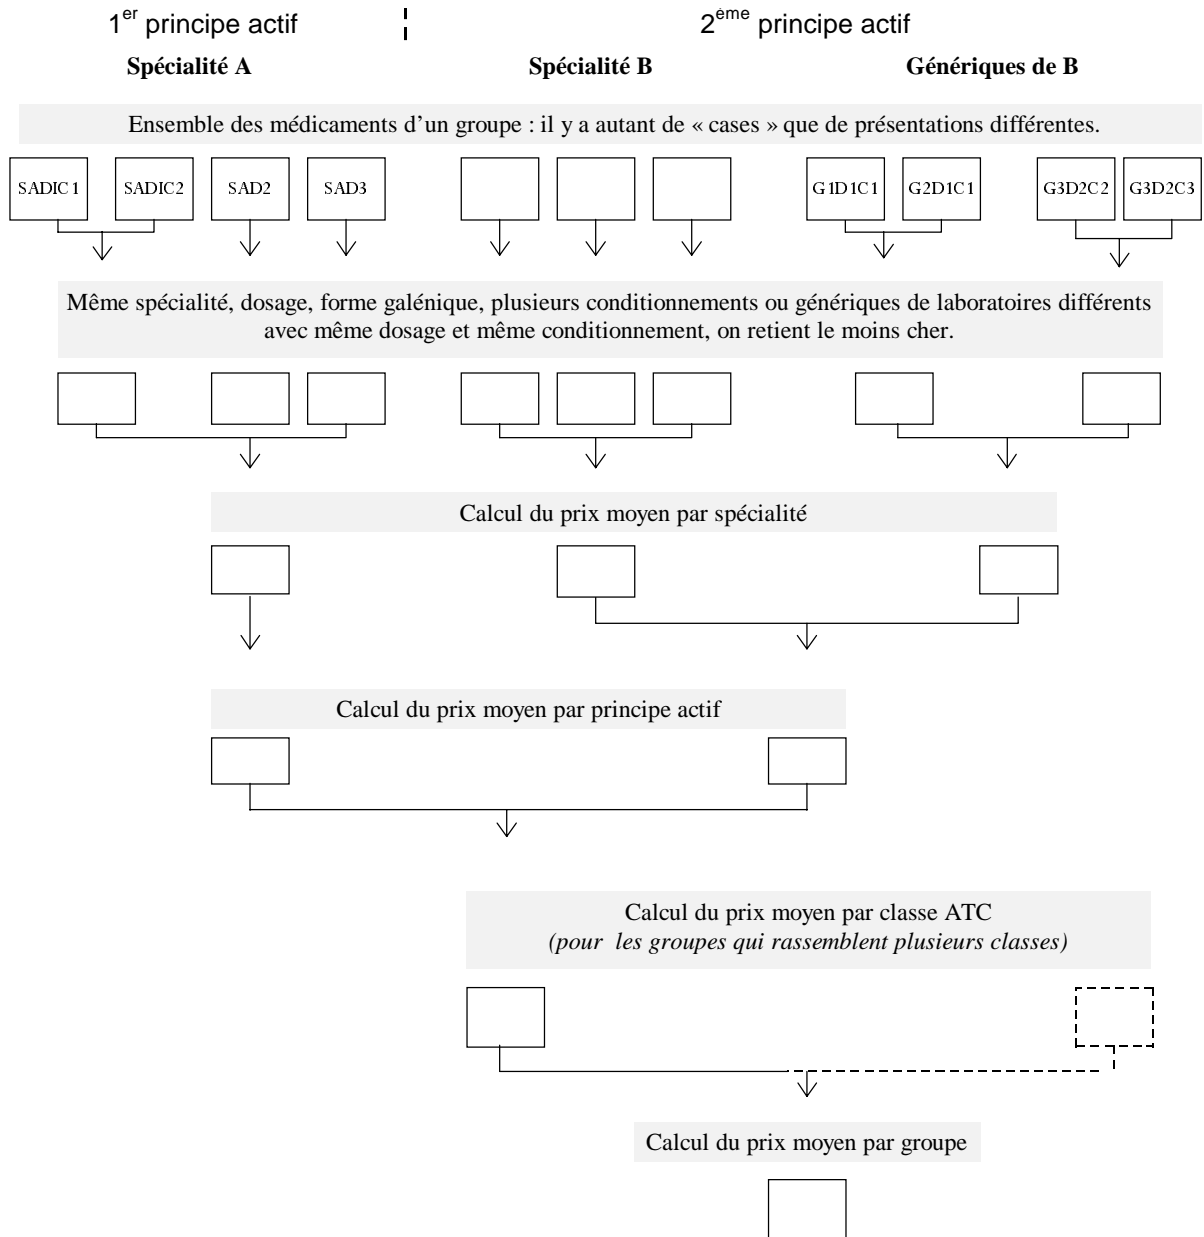 1er principe actif
2ème principe actif
Spécialité A
Spécialité B
Génériques de B
Ensemble des médicaments d’un groupe : il y a autant de « cases » que de présentations différentes.
SADIC1
SADIC2
SAD2
SAD3
G1D1C1
G2D1C1
G3D2C2
G3D2C3
Même spécialité, dosage, forme galénique, plusieurs conditionnements ou génériques de laboratoires différents
avec même dosage et même conditionnement, on retient le moins cher.
Calcul du prix moyen par spécialité
Calcul du prix moyen par principe actif
Calcul du prix moyen par classe ATC
(pour les groupes qui rassemblent plusieurs classes)
Calcul du prix moyen par groupe